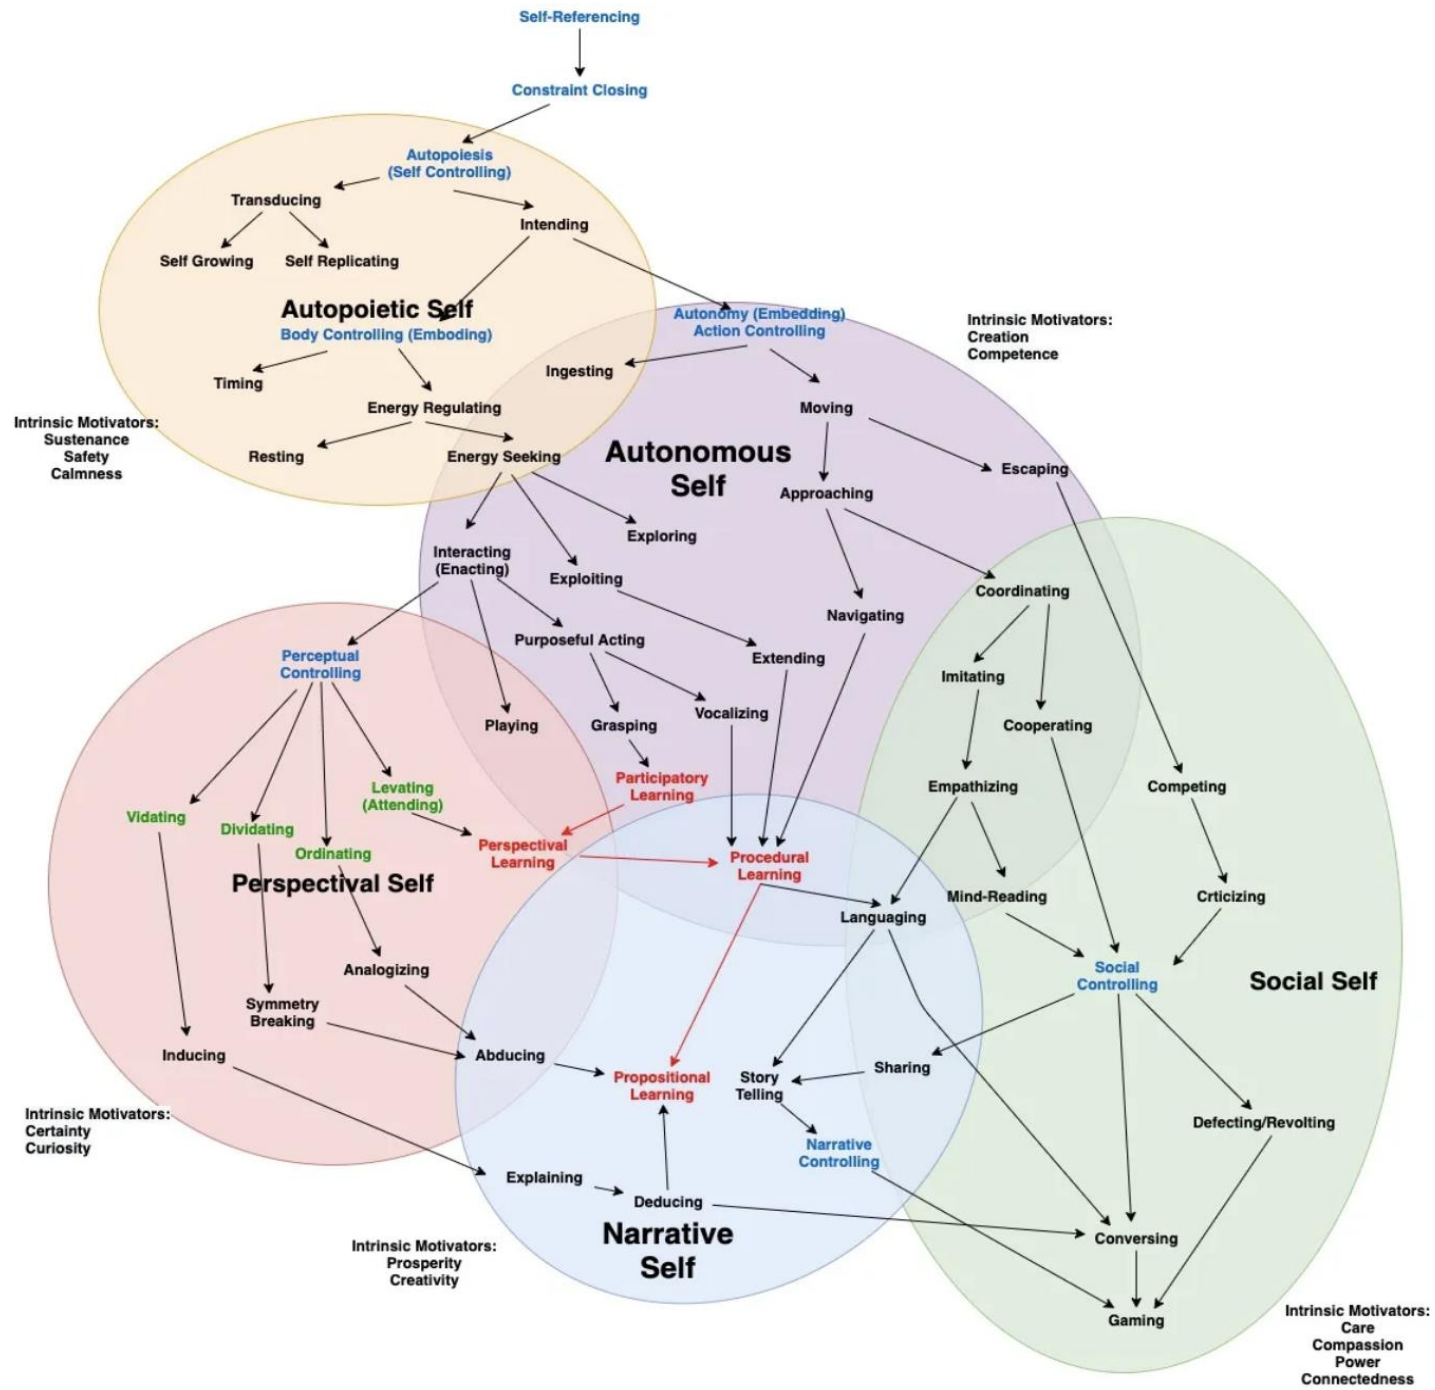 Self-Referencing
Constraint Closing
Autopoiesis
(Self Controlling)
Transducing
Intending
Self Growing
Self Replicating
Autopoietic Self
Body Controlling (Emboding)
Autonomy (Embedding)
Action Controlling
Intrinsic Motivators:
Creation
Competence
Ingesting
Timing
Energy Regulating
Moving
Intrinsic Motivators:
Sustenance
Safety
Calmness
Resting
Energy Seeking
Autonomous
Self
Escaping
Approaching
Exploring
Interacting
(Enacting)
Exploiting
Coordinating
Navigating
Purposeful Acting
Extending
Perceptual
Controlling
Imitating
Playing
Grasping
Vocalizing
Cooperating
Participatory
Learning
Empathizing
Competing
Levating
(Attending)
Vidating
Dividating
Ordinating
Perspectival
Learning
Procedural
Learning
Perspectival Self
Mind-Reading
Crticizing
Languaging
Analogizing
Social
Controlling
Social Self
Symmetry
Breaking
Inducing
Abducing
Propositional
Learning
Story
Telling
Sharing
Intrinsic Motivators:
Certainty
Curiosity
Defecting/Revolting
Narrative
Controlling
Explaining
Deducing
Narrative
Self
Conversing
Intrinsic Motivators:
Prosperity
Creativity
Gaming
Intrinsic Motivators:
Care
Compassion
Power
Connectedness